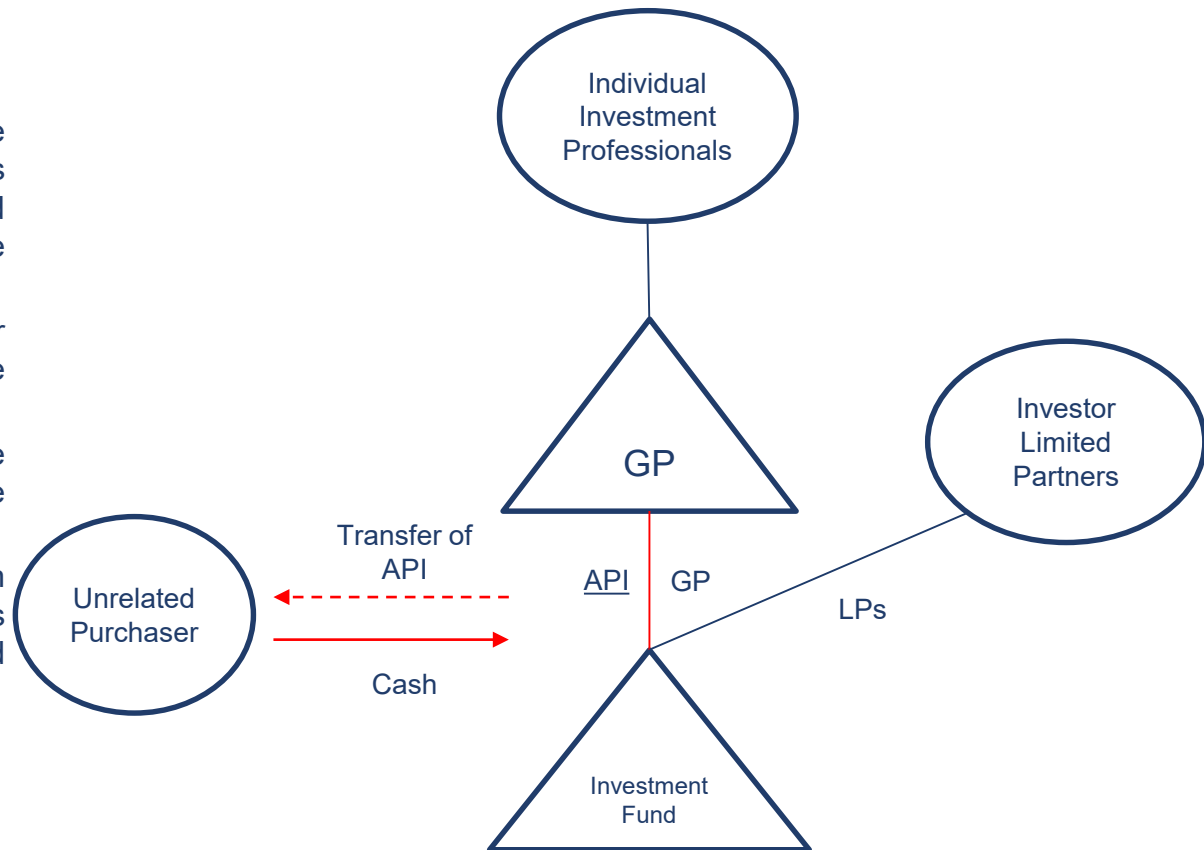 Individual
Investment
Professionals
GP
Investor
Limited
Partners
Transfer of
API
API
GP
LPs
Unrelated
Purchaser
Cash
Investment
Fund